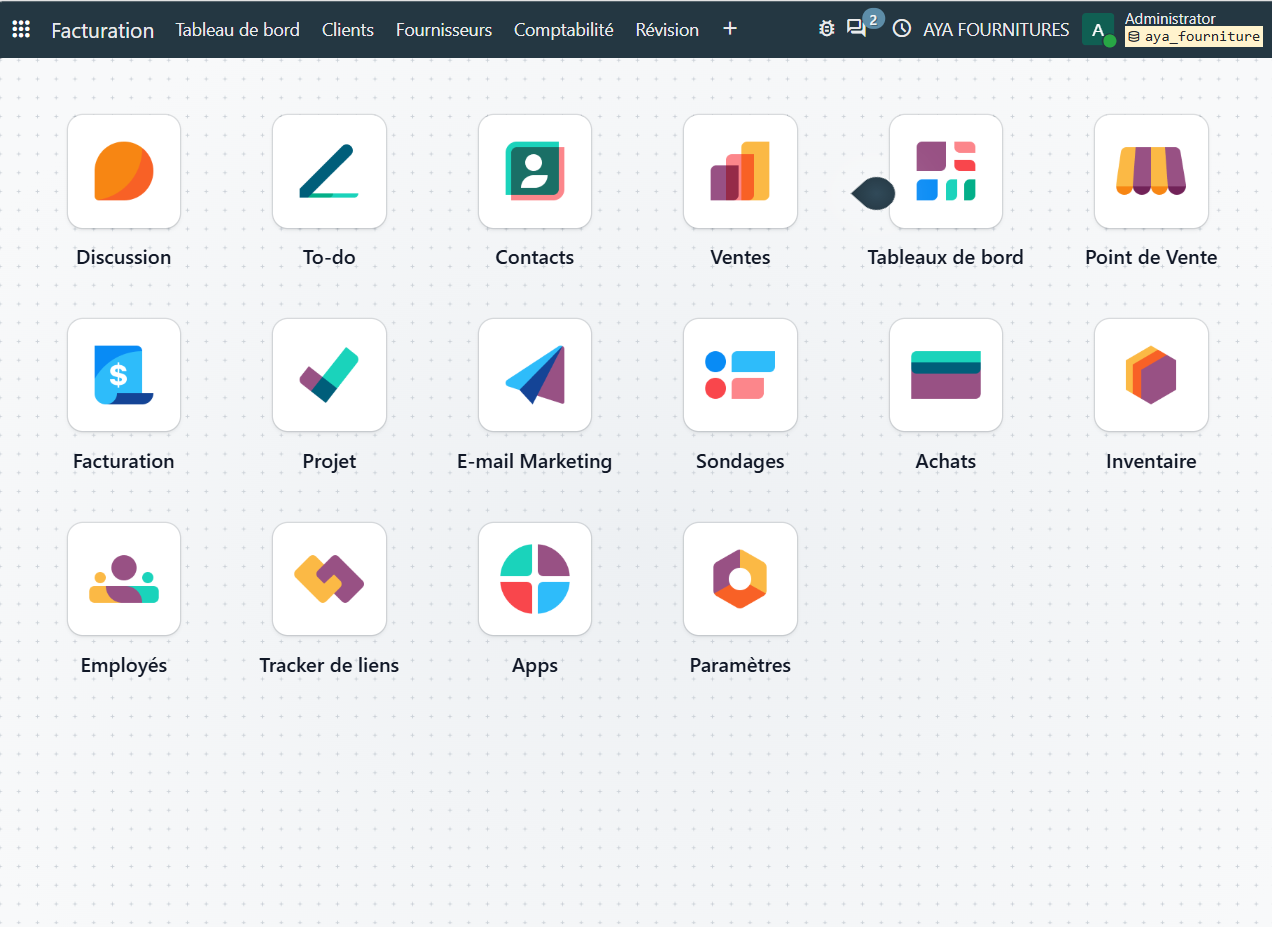 Facturation Tableau de bord Clients Fournisseurs Comptabilité Révision + 2 AYA FOURNITURES A Administrator
aya_fourniture
Discussion To-do Contacts Ventes Tableaux de bord Point de Vente
$
Facturation Projet E-mail Marketing Sondages Achats Inventaire
Employés Tracker de liens Apps Paramètres